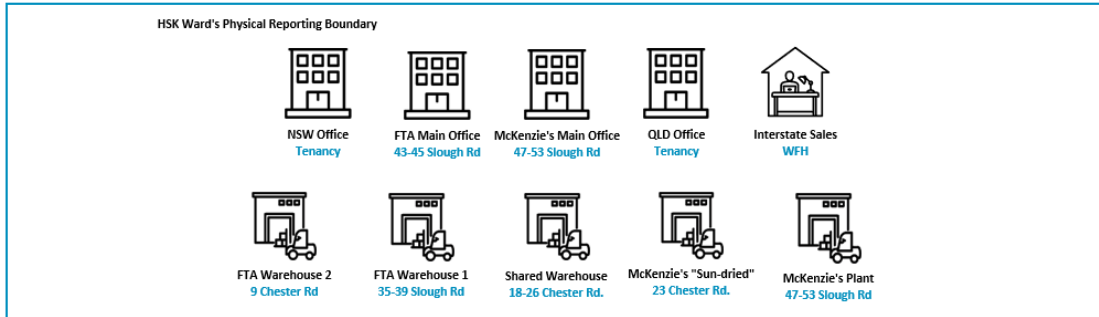 HSK Ward's Physical Reporting Boundary
NSW Office
Tenancy
FTA Main Office
43-45 Slough Rd
McKenzie's Main Office
47-53 Slough Rd
QLD Office
Tenancy
Interstate Sales
WFH
FTA Warehouse 2
9 Chester Rd
FTA Warehouse 1
35-39 Slough Rd
Shared Warehouse
18-26 Chester Rd.
McKenzie's "Sun-dried"
23 Chester Rd.
McKenzie's Plant
47-53 Slough Rd